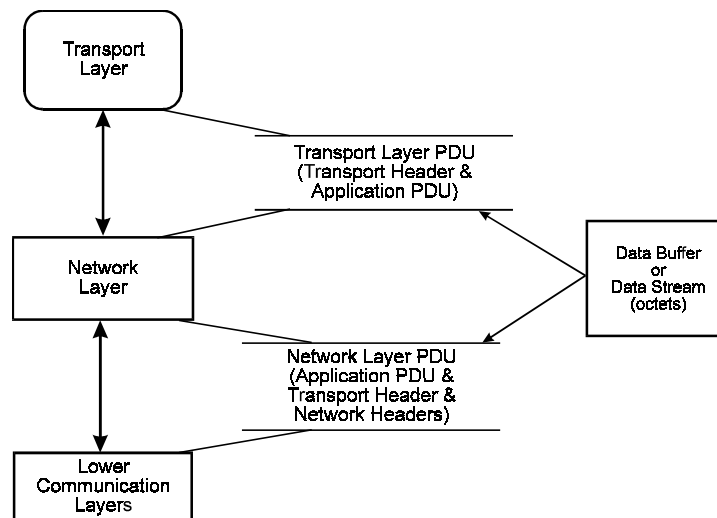 Transport
Layer
Transport Layer PDU
(Transport Header &
Application PDU)
Network
Layer
Data Buffer
or
Data Stream
(octets)
Network Layer PDU
(Application PDU &
Transport Header &
Network Headers)
Lower
Communication
Layers